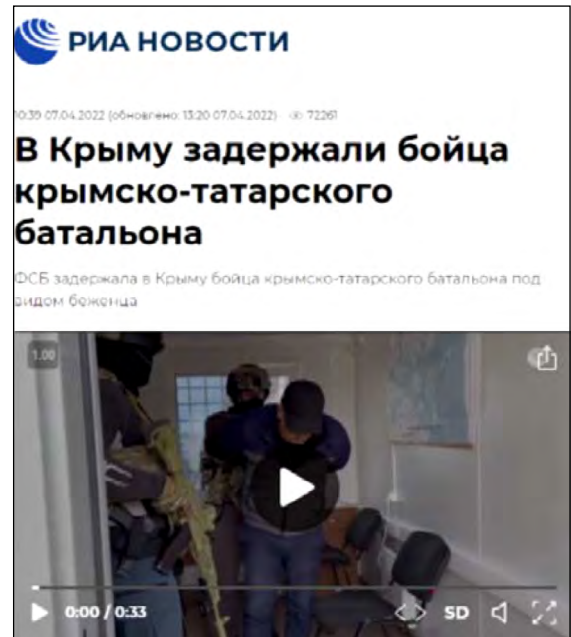 РИА НОВОСТИ
10:39 07.04.2022 (обновлено: 13:20 07.04.2022) 72261
В Крыму задержали бойца
крымско-татарского
батальона
ФСБ задержала в Крыму бойца крымско-татарского батальона под
видом беженца
1.00
0:00 / 0:33
SD